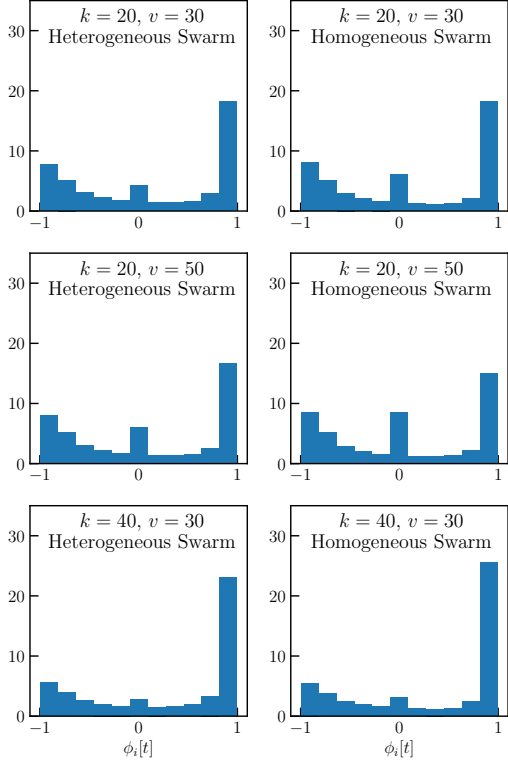 k = 20, v = 30
Heterogeneous Swarm
30
20
10
0
−1 0 1
k = 20, v = 30
Homogeneous Swarm
30
20
10
0
−1 0 1
k = 20, v = 50
Heterogeneous Swarm
30
20
10
0
−1 0 1
k = 20, v = 50
Homogeneous Swarm
30
20
10
0
−1 0 1
k = 40, v = 30
Heterogeneous Swarm
30
20
10
0
−1 0 1
ϕᵢ[t]
k = 40, v = 30
Homogeneous Swarm
30
20
10
0
−1 0 1
ϕᵢ[t]